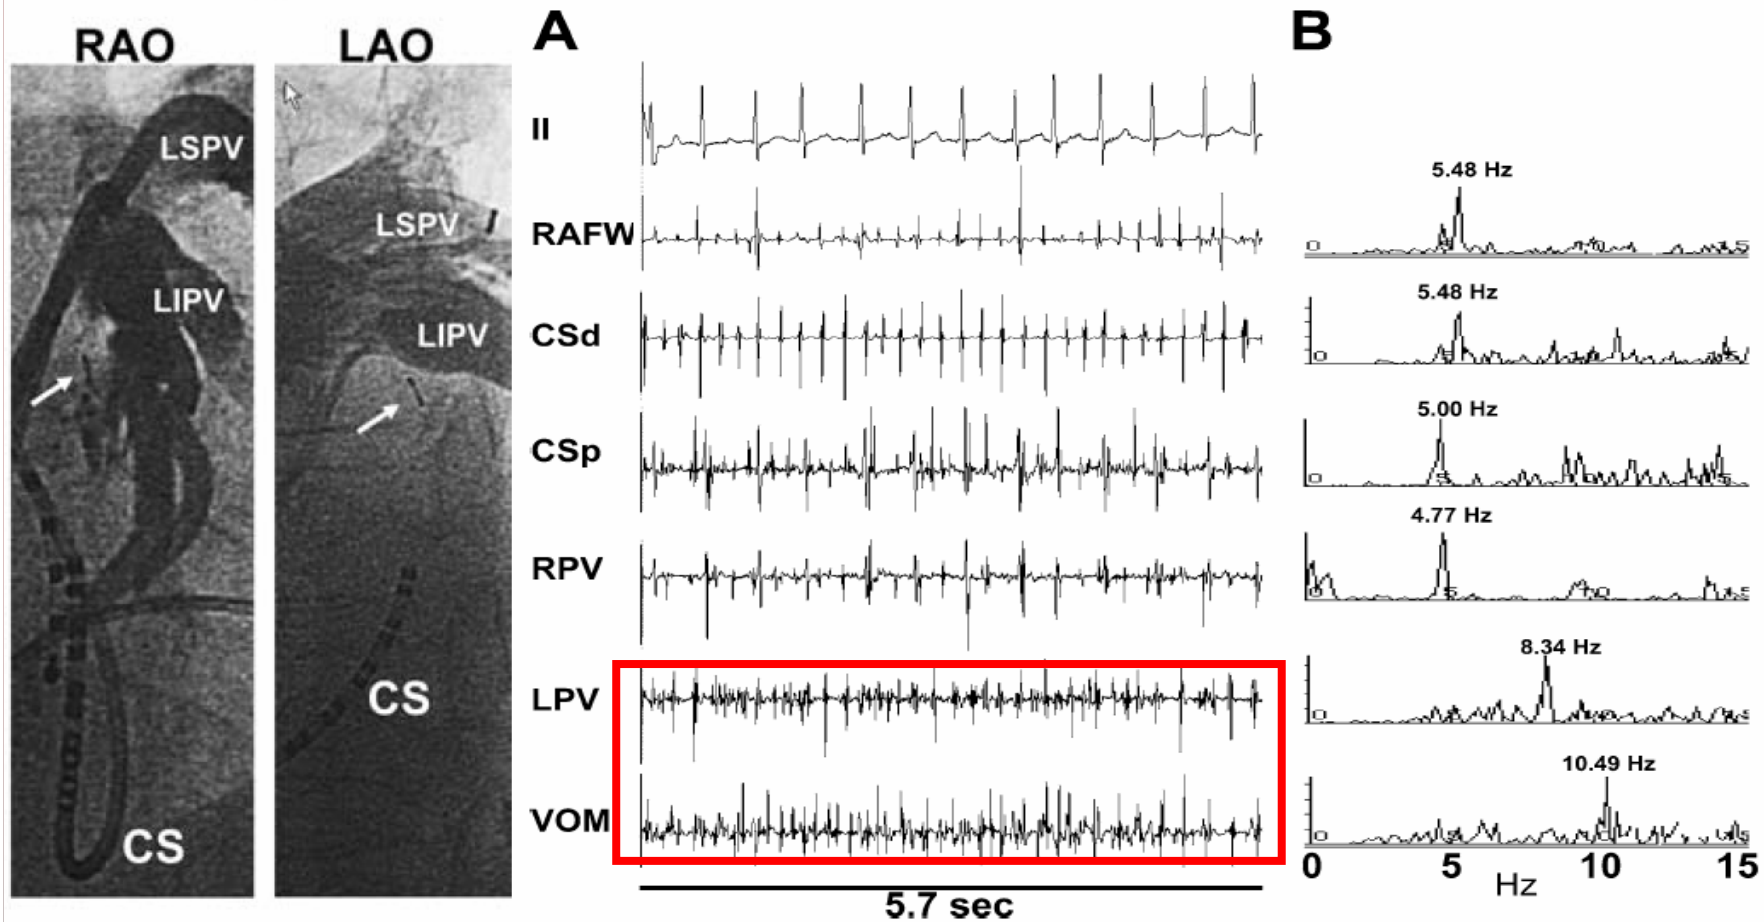 RAO
LSPV
LIPV
CS
LAO
LSPV
LIPV
CS
A
II
RAFW
CSd
CSp
RPV
LPV
VOM
5.7 sec
B
5.48 Hz
5.48 Hz
5.00 Hz
4.77 Hz
8.34 Hz
10.49 Hz
0 5 10 15
Hz